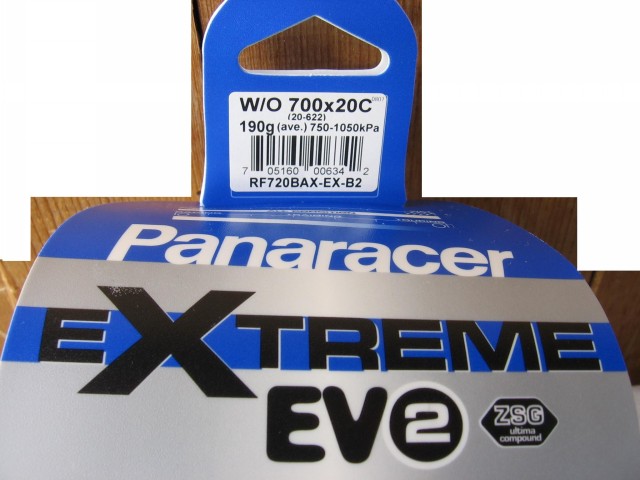 W/O 700x20C
(20-622)
190g (ave.) 750-1050kPa
7 05160 00634 2
RF720BAX-EX-B2
Panaracer
EXTREME
EVO2
ZSG
ultima
compound